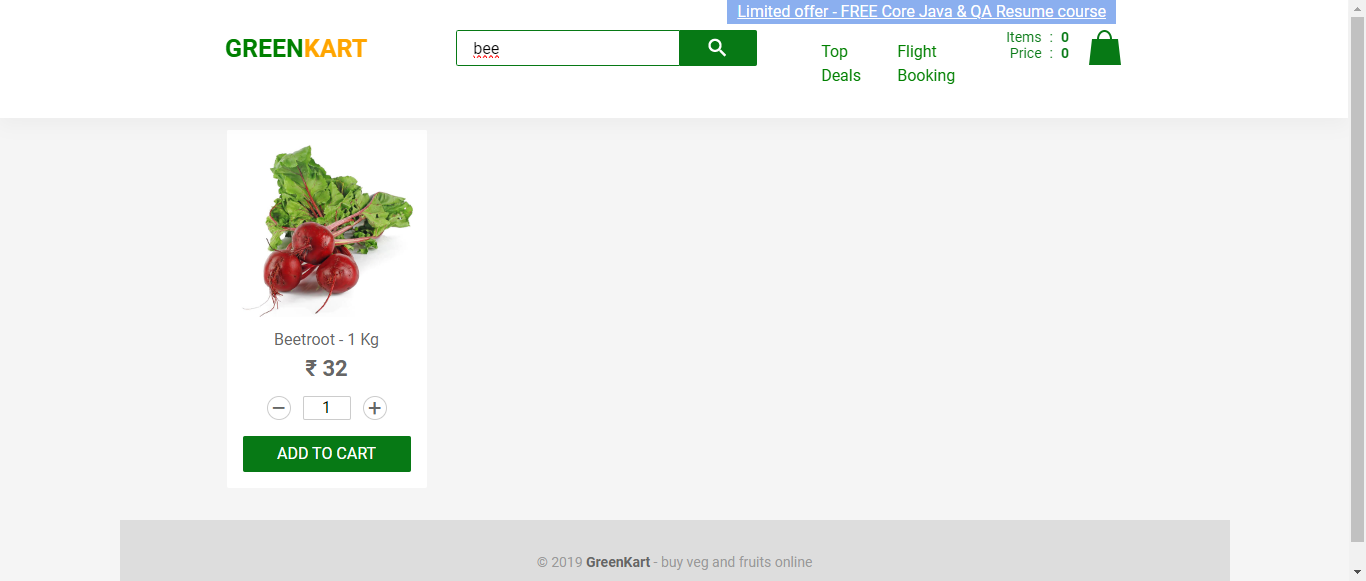 Limited offer - FREE Core Java & QA Resume course
GREENKART
bee
Top
Deals
Flight
Booking
Items : 0
Price : 0
Beetroot - 1 Kg
₹ 32
− 1 +
ADD TO CART
© 2019 GreenKart - buy veg and fruits online